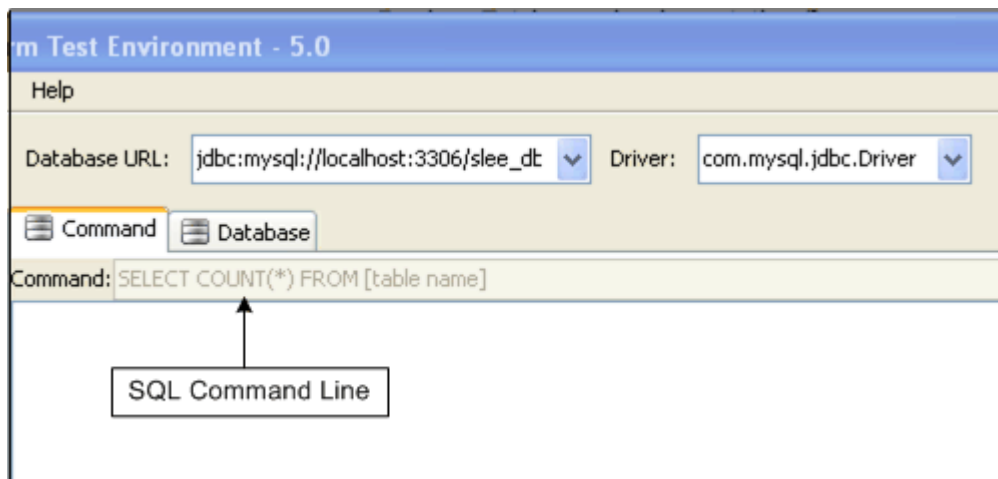 Test Environment - 5.0
Help
Database URL: jdbc:mysql://localhost:3306/slee_db Driver: com.mysql.jdbc.Driver
Command Database
Command: SELECT COUNT(*) FROM [table name]
SQL Command Line